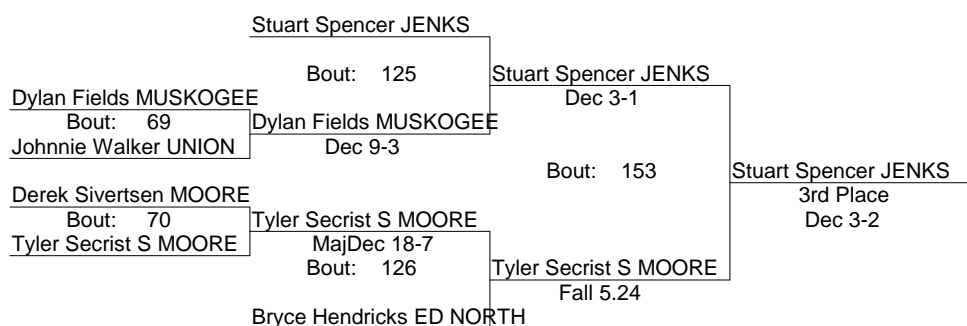 Stuart Spencer JENKS
Bout: 125
Stuart Spencer JENKS
Dylan Fields MUSKOGEE
Dec 3-1
Bout: 69
Dylan Fields MUSKOGEE
Johnnie Walker UNION
Dec 9-3
Bout: 153
Stuart Spencer JENKS
Derek Sivertsen MOORE
3rd Place
Bout: 70
Tyler Secrist S MOORE
Dec 3-2
Tyler Secrist S MOORE
MajDec 18-7
Bout: 126
Tyler Secrist S MOORE
Fall 5.24
Bryce Hendricks ED NORTH